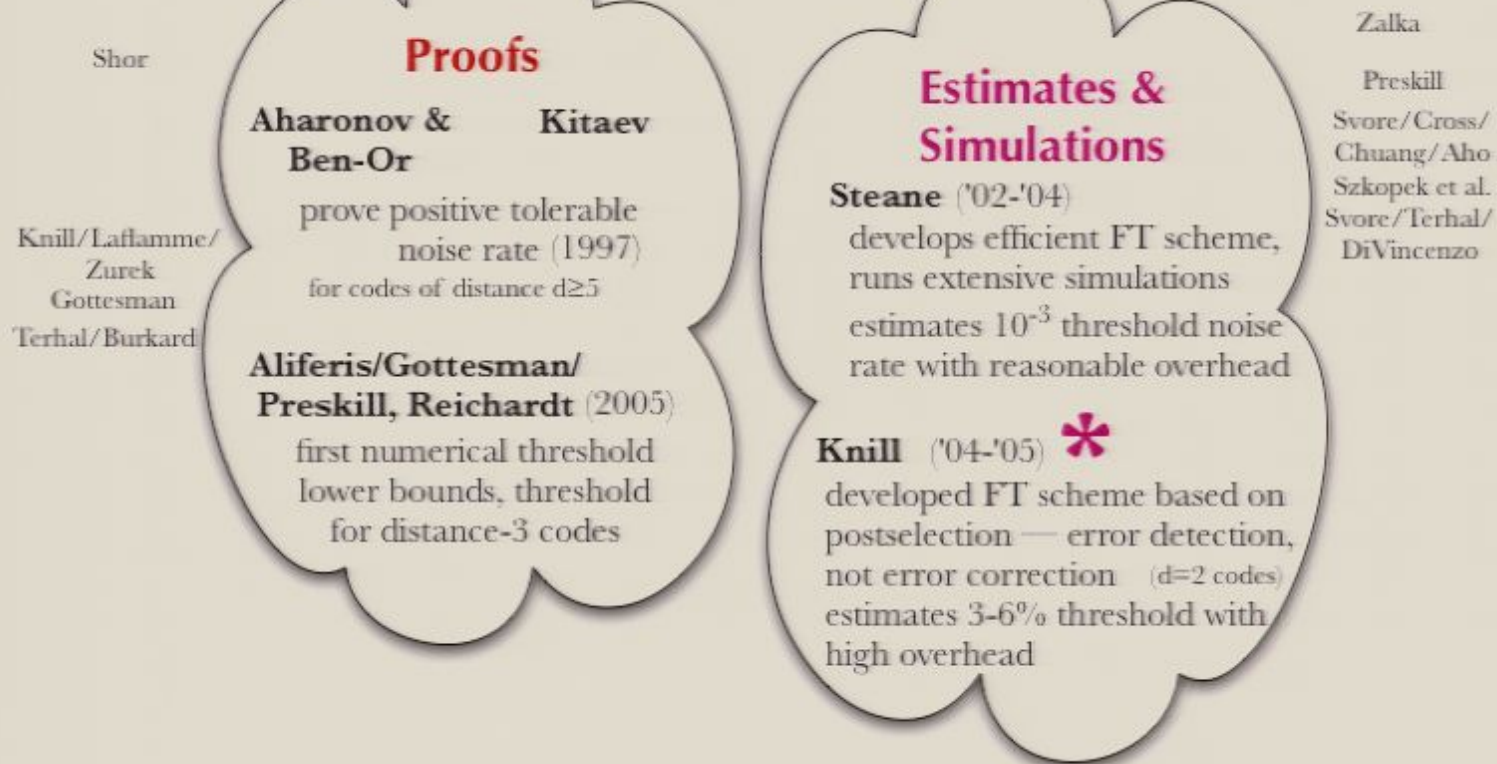 Shor
Knill/Laflamme/
Zurek
Gottesman
Terhal/Burkard
Proofs
Aharonov & Kitaev
Ben-Or
prove positive tolerable
noise rate (1997)
for codes of distance d≥5
Aliferis/Gottesman/
Preskill, Reichardt (2005)
first numerical threshold
lower bounds, threshold
for distance-3 codes
Estimates &
Simulations
Steane ('02-'04)
develops efficient FT scheme,
runs extensive simulations
estimates 10⁻³ threshold noise
rate with reasonable overhead
Knill ('04-'05) *
developed FT scheme based on
postselection — error detection,
not error correction (d=2 codes)
estimates 3-6% threshold with
high overhead
Zalka
Preskill
Svore/Cross/
Chuang/Aho
Szkopek et al.
Svore/Terhal/
DiVincenzo